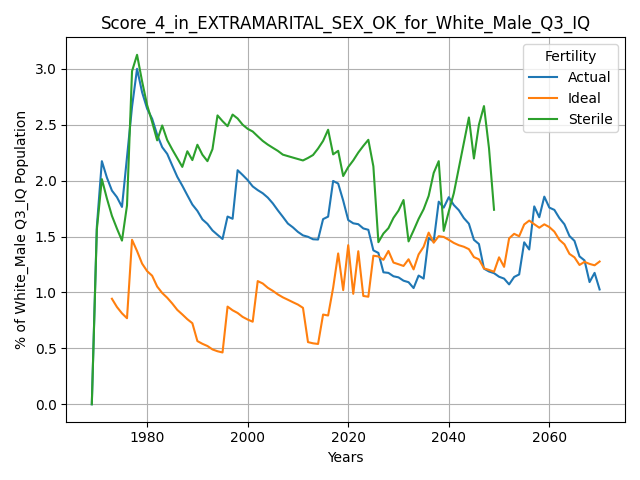 Score_4_in_EXTRAMARITAL_SEX_OK_for_White_Male_Q3_IQ
Fertility
Actual
Ideal
Sterile
% of White_Male Q3_IQ Population
3.0
2.5
2.0
1.5
1.0
0.5
0.0
1980 2000 2020 2040 2060
Years